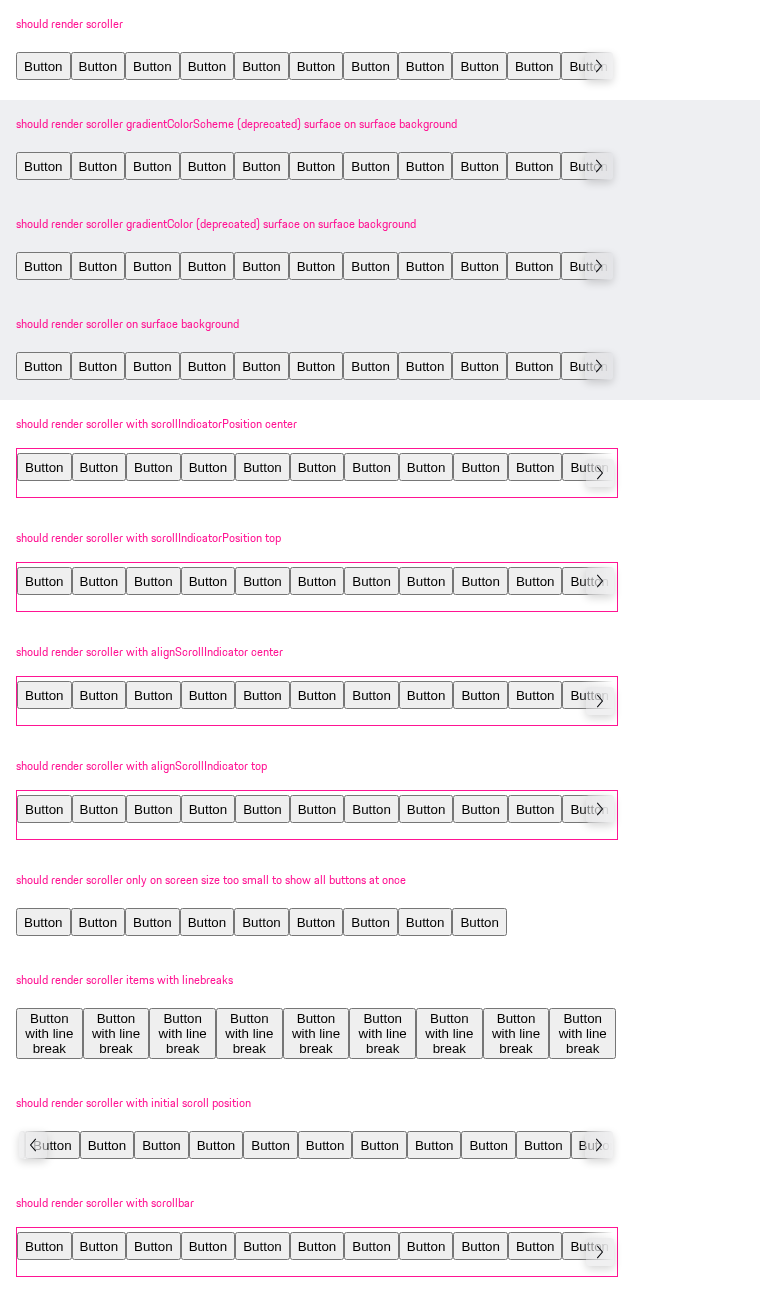 should render scroller
Button Button Button Button Button Button Button Button Button Button Button
should render scroller gradientColorScheme (deprecated) surface on surface background
Button Button Button Button Button Button Button Button Button Button Button
should render scroller gradientColor (deprecated) surface on surface background
Button Button Button Button Button Button Button Button Button Button Button
should render scroller on surface background
Button Button Button Button Button Button Button Button Button Button Button
should render scroller with scrollIndicatorPosition center
Button Button Button Button Button Button Button Button Button Button Button
should render scroller with scrollIndicatorPosition top
Button Button Button Button Button Button Button Button Button Button Button
should render scroller with alignScrollIndicator center
Button Button Button Button Button Button Button Button Button Button Button
should render scroller with alignScrollIndicator top
Button Button Button Button Button Button Button Button Button Button Button
should render scroller only on screen size too small to show all buttons at once
Button Button Button Button Button Button Button Button Button
should render scroller items with linebreaks
Button Button Button Button Button Button Button Button Button
with line with line with line with line with line with line with line with line with line
break break break break break break break break break
should render scroller with initial scroll position
Button Button Button Button Button Button Button Button Button Button
should render scroller with scrollbar
Button Button Button Button Button Button Button Button Button Button Button